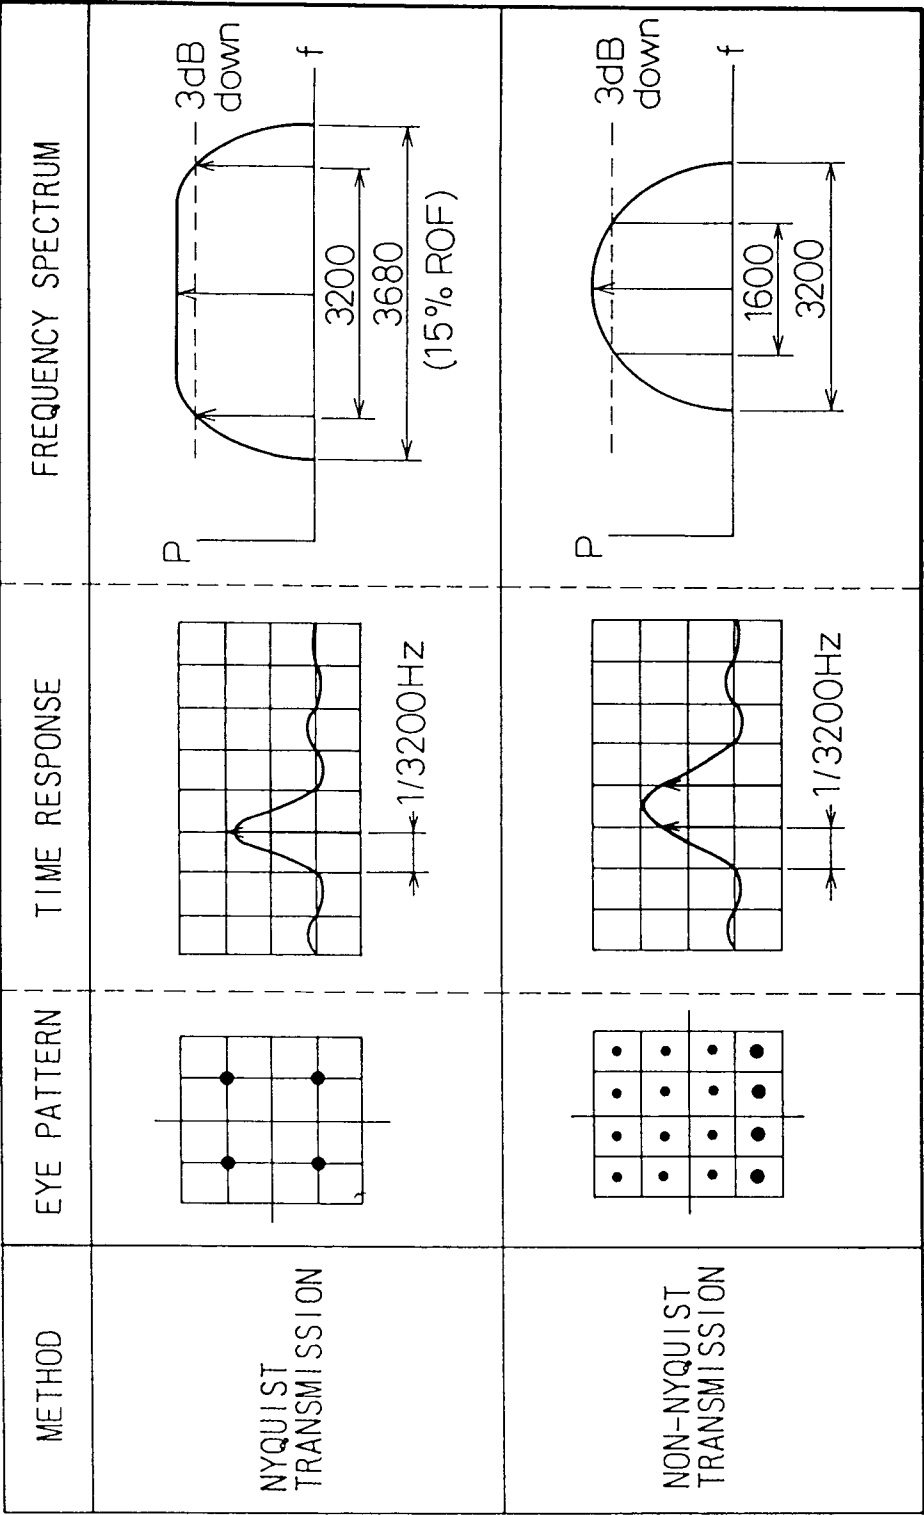 METHOD
EYE PATTERN
TIME RESPONSE
FREQUENCY SPECTRUM
NYQUIST
TRANSMISSION
1/3200Hz
P
3dB
down
f
3200
3680
(15% ROF)
NON-NYQUIST
TRANSMISSION
1/3200Hz
P
3dB
down
f
1600
3200